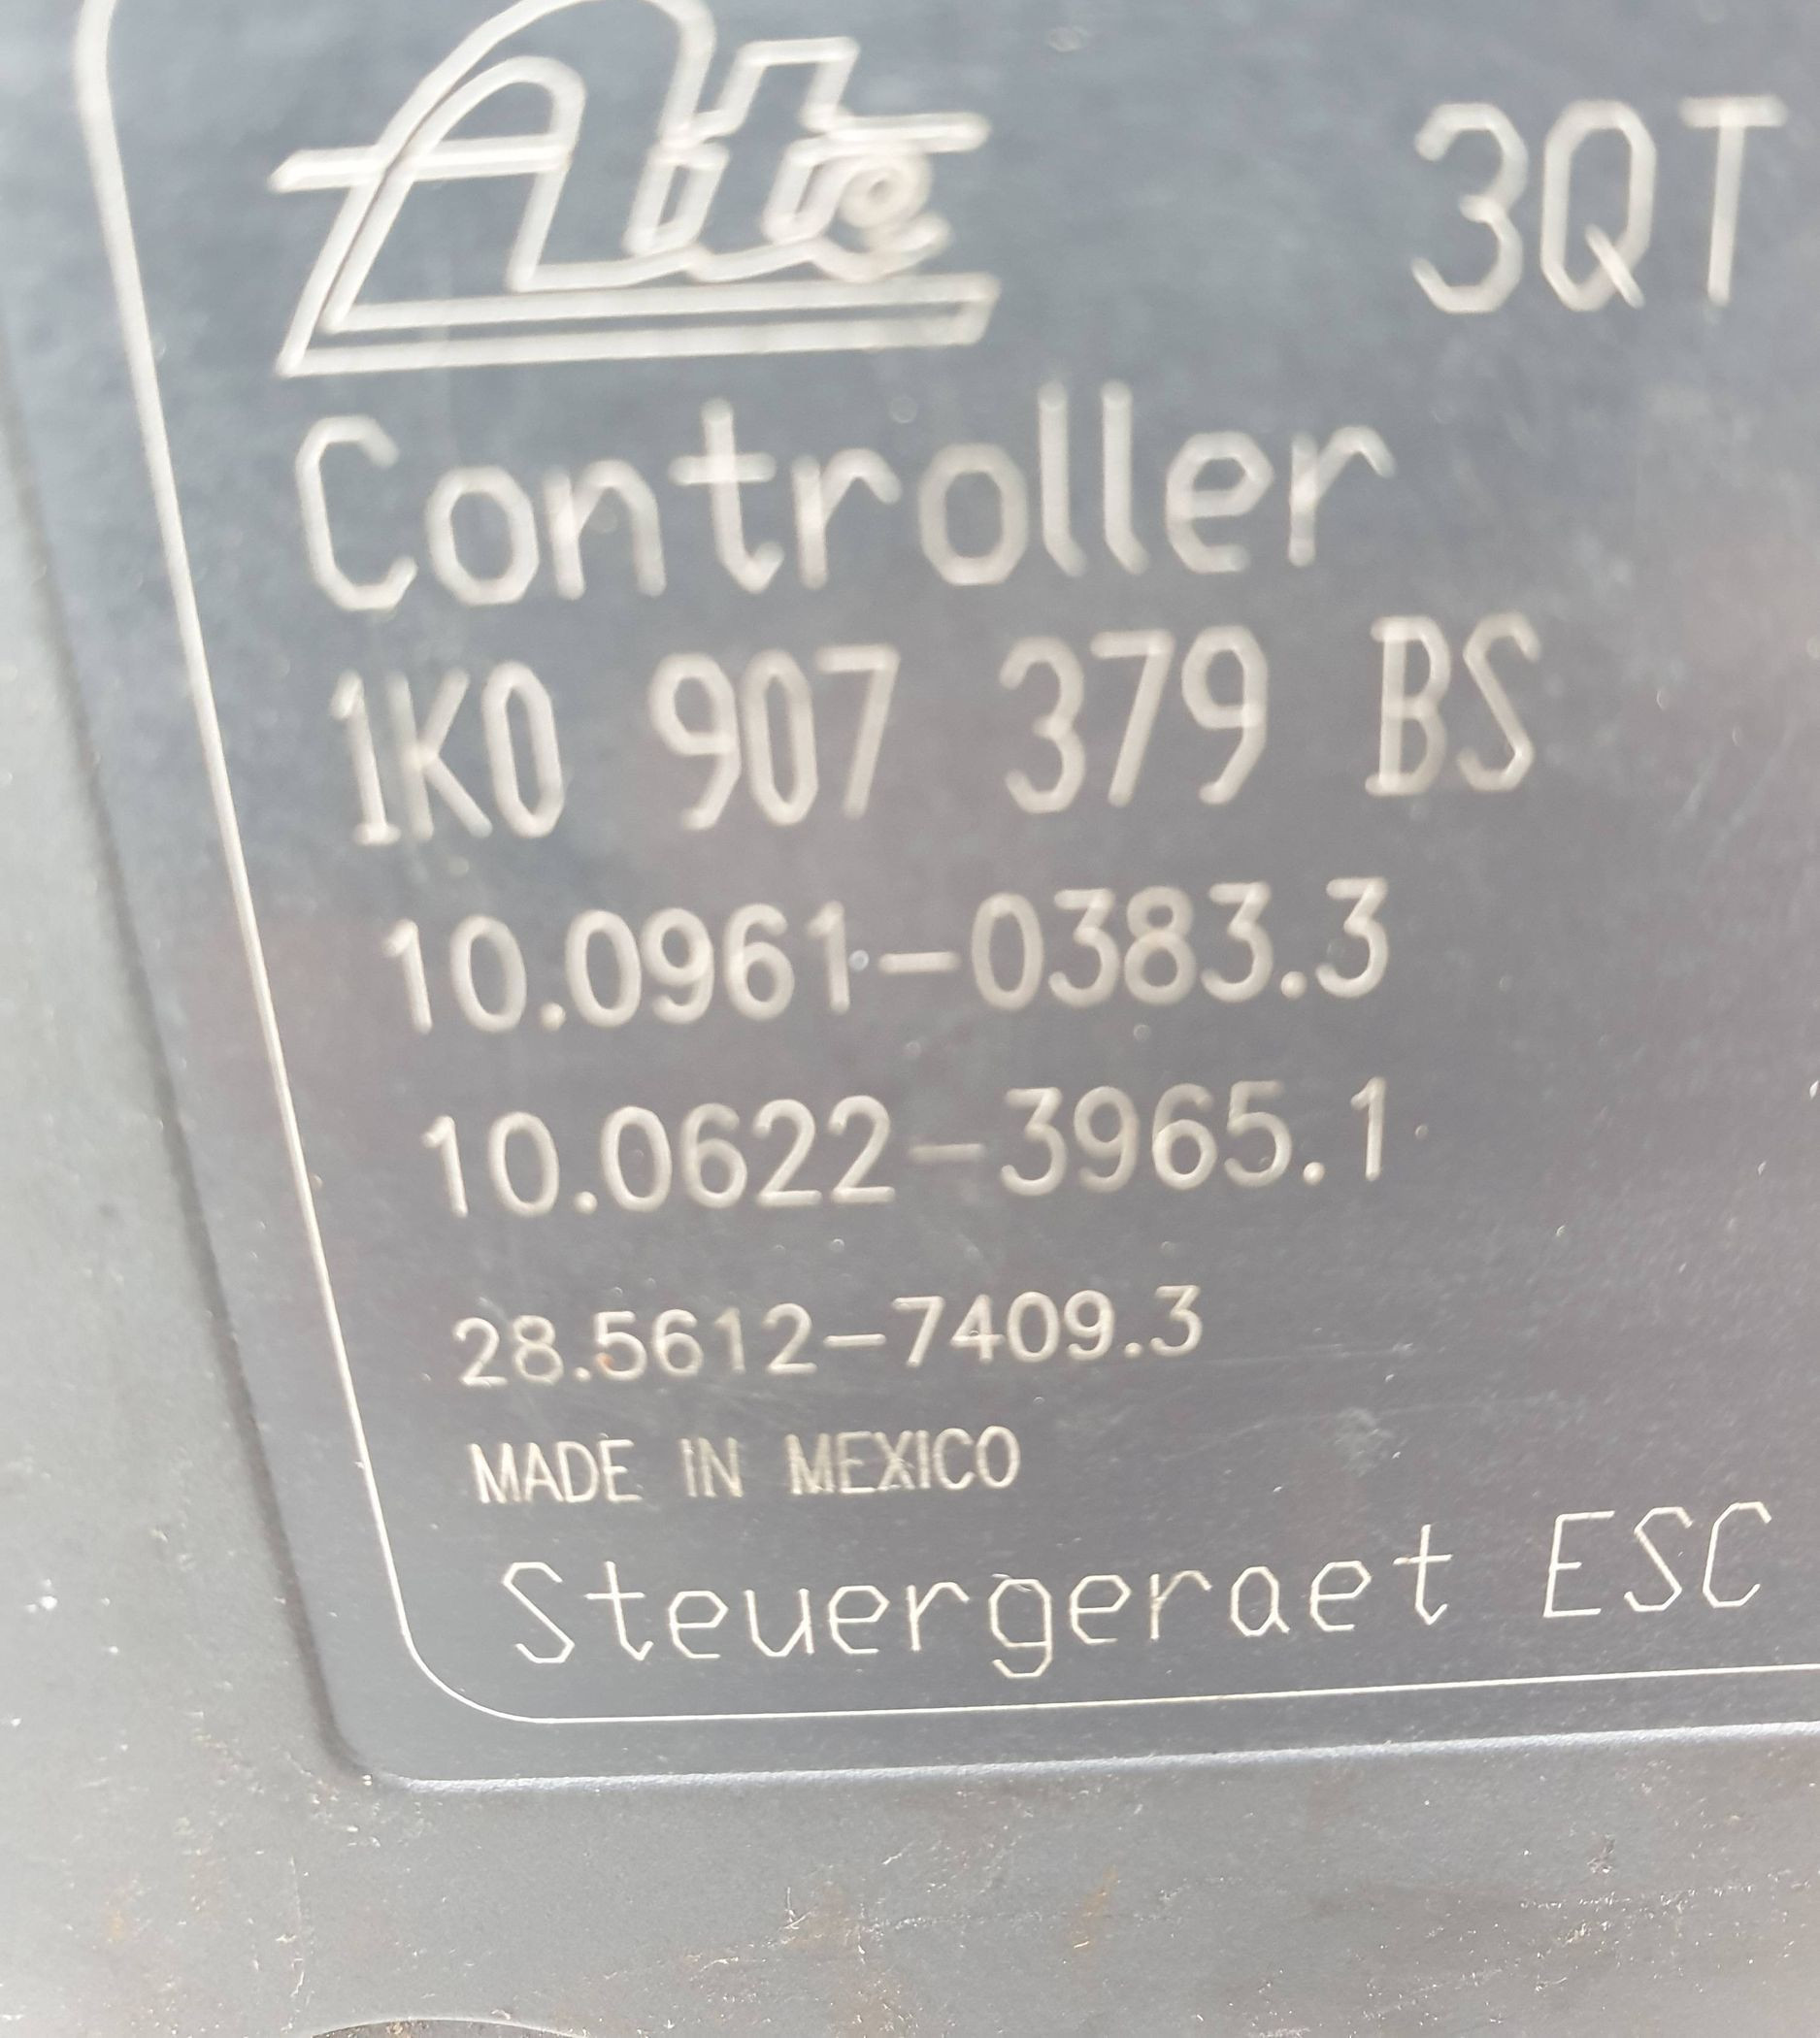 Ate 3QT
Controller
1K0 907 379 BS
10.0961-0383.3
10.0622-3965.1
28.5612-7409.3
MADE IN MEXICO
Steuergeraet ESC